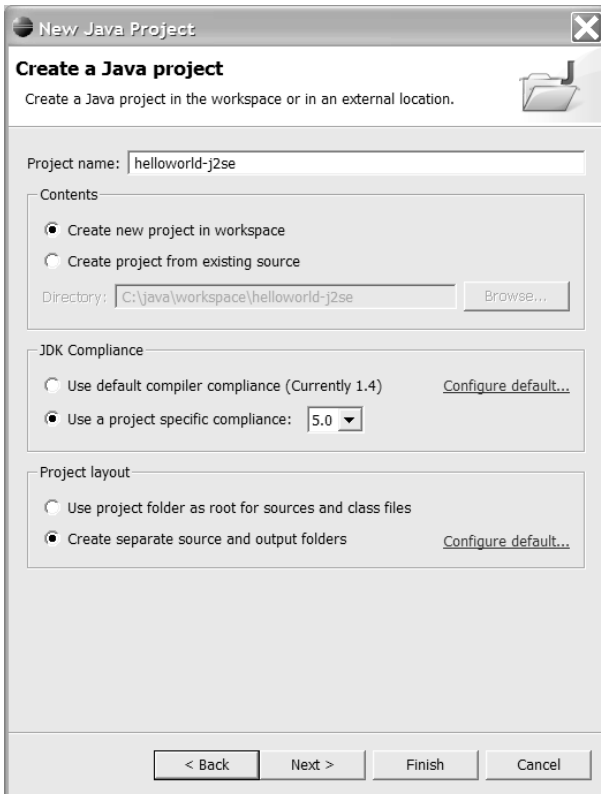 New Java Project
Create a Java project
Create a Java project in the workspace or in an external location.
Project name: helloworld-j2se
Contents
Create new project in workspace
Create project from existing source
Directory: C:\java\workspace\helloworld-j2se Browse...
JDK Compliance
Use default compiler compliance (Currently 1.4) Configure default...
Use a project specific compliance: 5.0
Project layout
Use project folder as root for sources and class files
Create separate source and output folders Configure default...
< Back Next > Finish Cancel